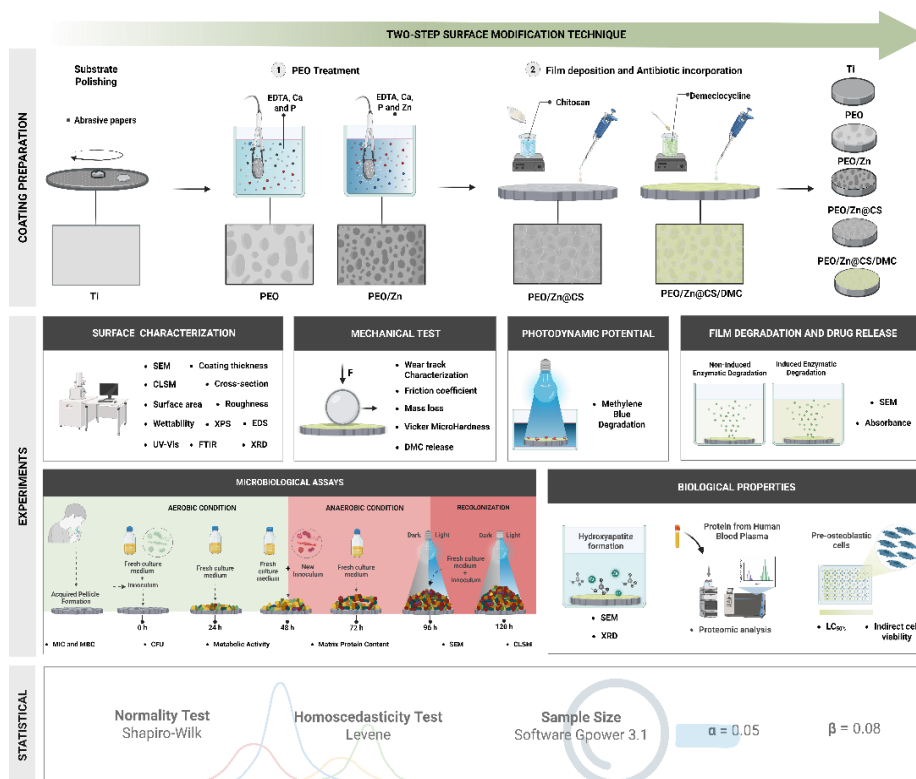 TWO-STEP SURFACE MODIFICATION TECHNIQUE
COATING PREPARATION
Substrate
Polishing
• Abrasive papers
Ti
1 PEO Treatment
EDTA, Ca
and P
EDTA, Ca,
P and Zn
PEO
PEO/Zn
2 Film deposition and Antibiotic incorporation
Chitosan
Demeclocycline
PEO/Zn@CS
PEO/Zn@CS/DMC
Ti
PEO
PEO/Zn
PEO/Zn@CS
PEO/Zn@CS/DMC
EXPERIMENTS
SURFACE CHARACTERIZATION
• SEM • Coating thickness
• CLSM • Cross-section
• Surface area • Roughness
• Wettability • XPS • EDS
• UV-Vis • FTIR • XRD
MECHANICAL TEST
F
• Wear track
Characterization
• Friction coefficient
• Mass loss
• Vicker MicroHardness
• DMC release
PHOTODYNAMIC POTENTIAL
• Methylene
Blue
Degradation
FILM DEGRADATION AND DRUG RELEASE
Non-Induced
Enzymatic Degradation
Induced Enzymatic
Degradation
• SEM
• Absorbance
MICROBIOLOGICAL ASSAYS
AEROBIC CONDITION
ANAEROBIC CONDITION
RECOLONIZATION
Acquired Pellicle
Formation
Fresh culture
medium
+
Innoculum
Fresh culture
medium
Fresh
culture
medium
+
New
Innoculum
Fresh culture
medium
Dark
Light
Fresh culture
medium
+
Innoculum
Dark
Light
0 h
24 h
48 h
72 h
96 h
120 h
• MIC and MBC • CFU • Metabolic Activity • Matrix Protein Content • SEM • CLSM
BIOLOGICAL PROPERTIES
Hydroxyapatite
formation
• SEM
• XRD
Protein from Human
Blood Plasma
• Proteomic analysis
Pre-osteoblastic
cells
• LC50%
• Indirect cell
viability
STATISTICAL
Normality Test
Shapiro-Wilk
Homoscedasticity Test
Levene
Sample Size
Software Gpower 3.1
α = 0.05
β = 0.08